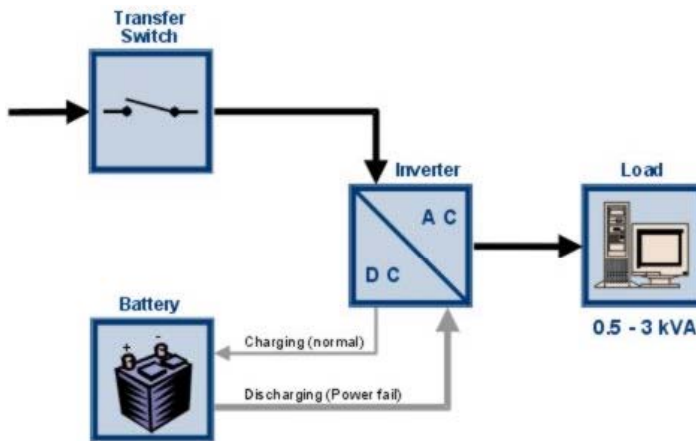 Transfer
Switch
Inverter
Load
A C
D C
Battery
0.5 - 3 kVA
Charging (normal)
+ -
Discharging (Power fail)